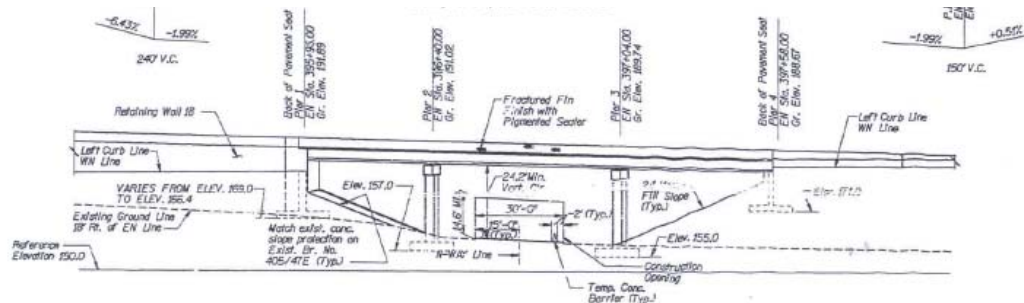 -6.43%
-1.99%
240' V.C.
Back of Pavement Seat
Pier 1
EN Sta. 395+95.00
Gr. Elev. 191.89
Pier 2
EN Sta. 396+40.00
Gr. Elev. 191.02
Pier 3
EN Sta. 397+04.00
Gr. Elev. 189.74
Back of Pavement Seat
Pier 4
EN Sta. 397+58.00
Gr. Elev. 188.67
-1.99%
+0.51%
150' V.C.
Retaining Wall 18
Fractured Fin
Finish with
Pigmented Sealer
Left Curb Line
WN Line
Left Curb Line
WN Line
VARIES FROM ELEV. 169.0
TO ELEV. 166.4
Elev. 157.0
24.2' Min.
Vert.
30'-0"
15'-0"
(Typ.)
2' (Typ.)
Fill Slope
(Typ.)
Existing Ground Line
18' Rt. of EN Line
Match exist. conc.
slope protection on
Exist. Br. No.
405/47E (Typ.)
Elev. 155.0
Line
Reference
Elevation 150.0
Construction
Opening
Temp. Conc.
Barrier (Typ.)